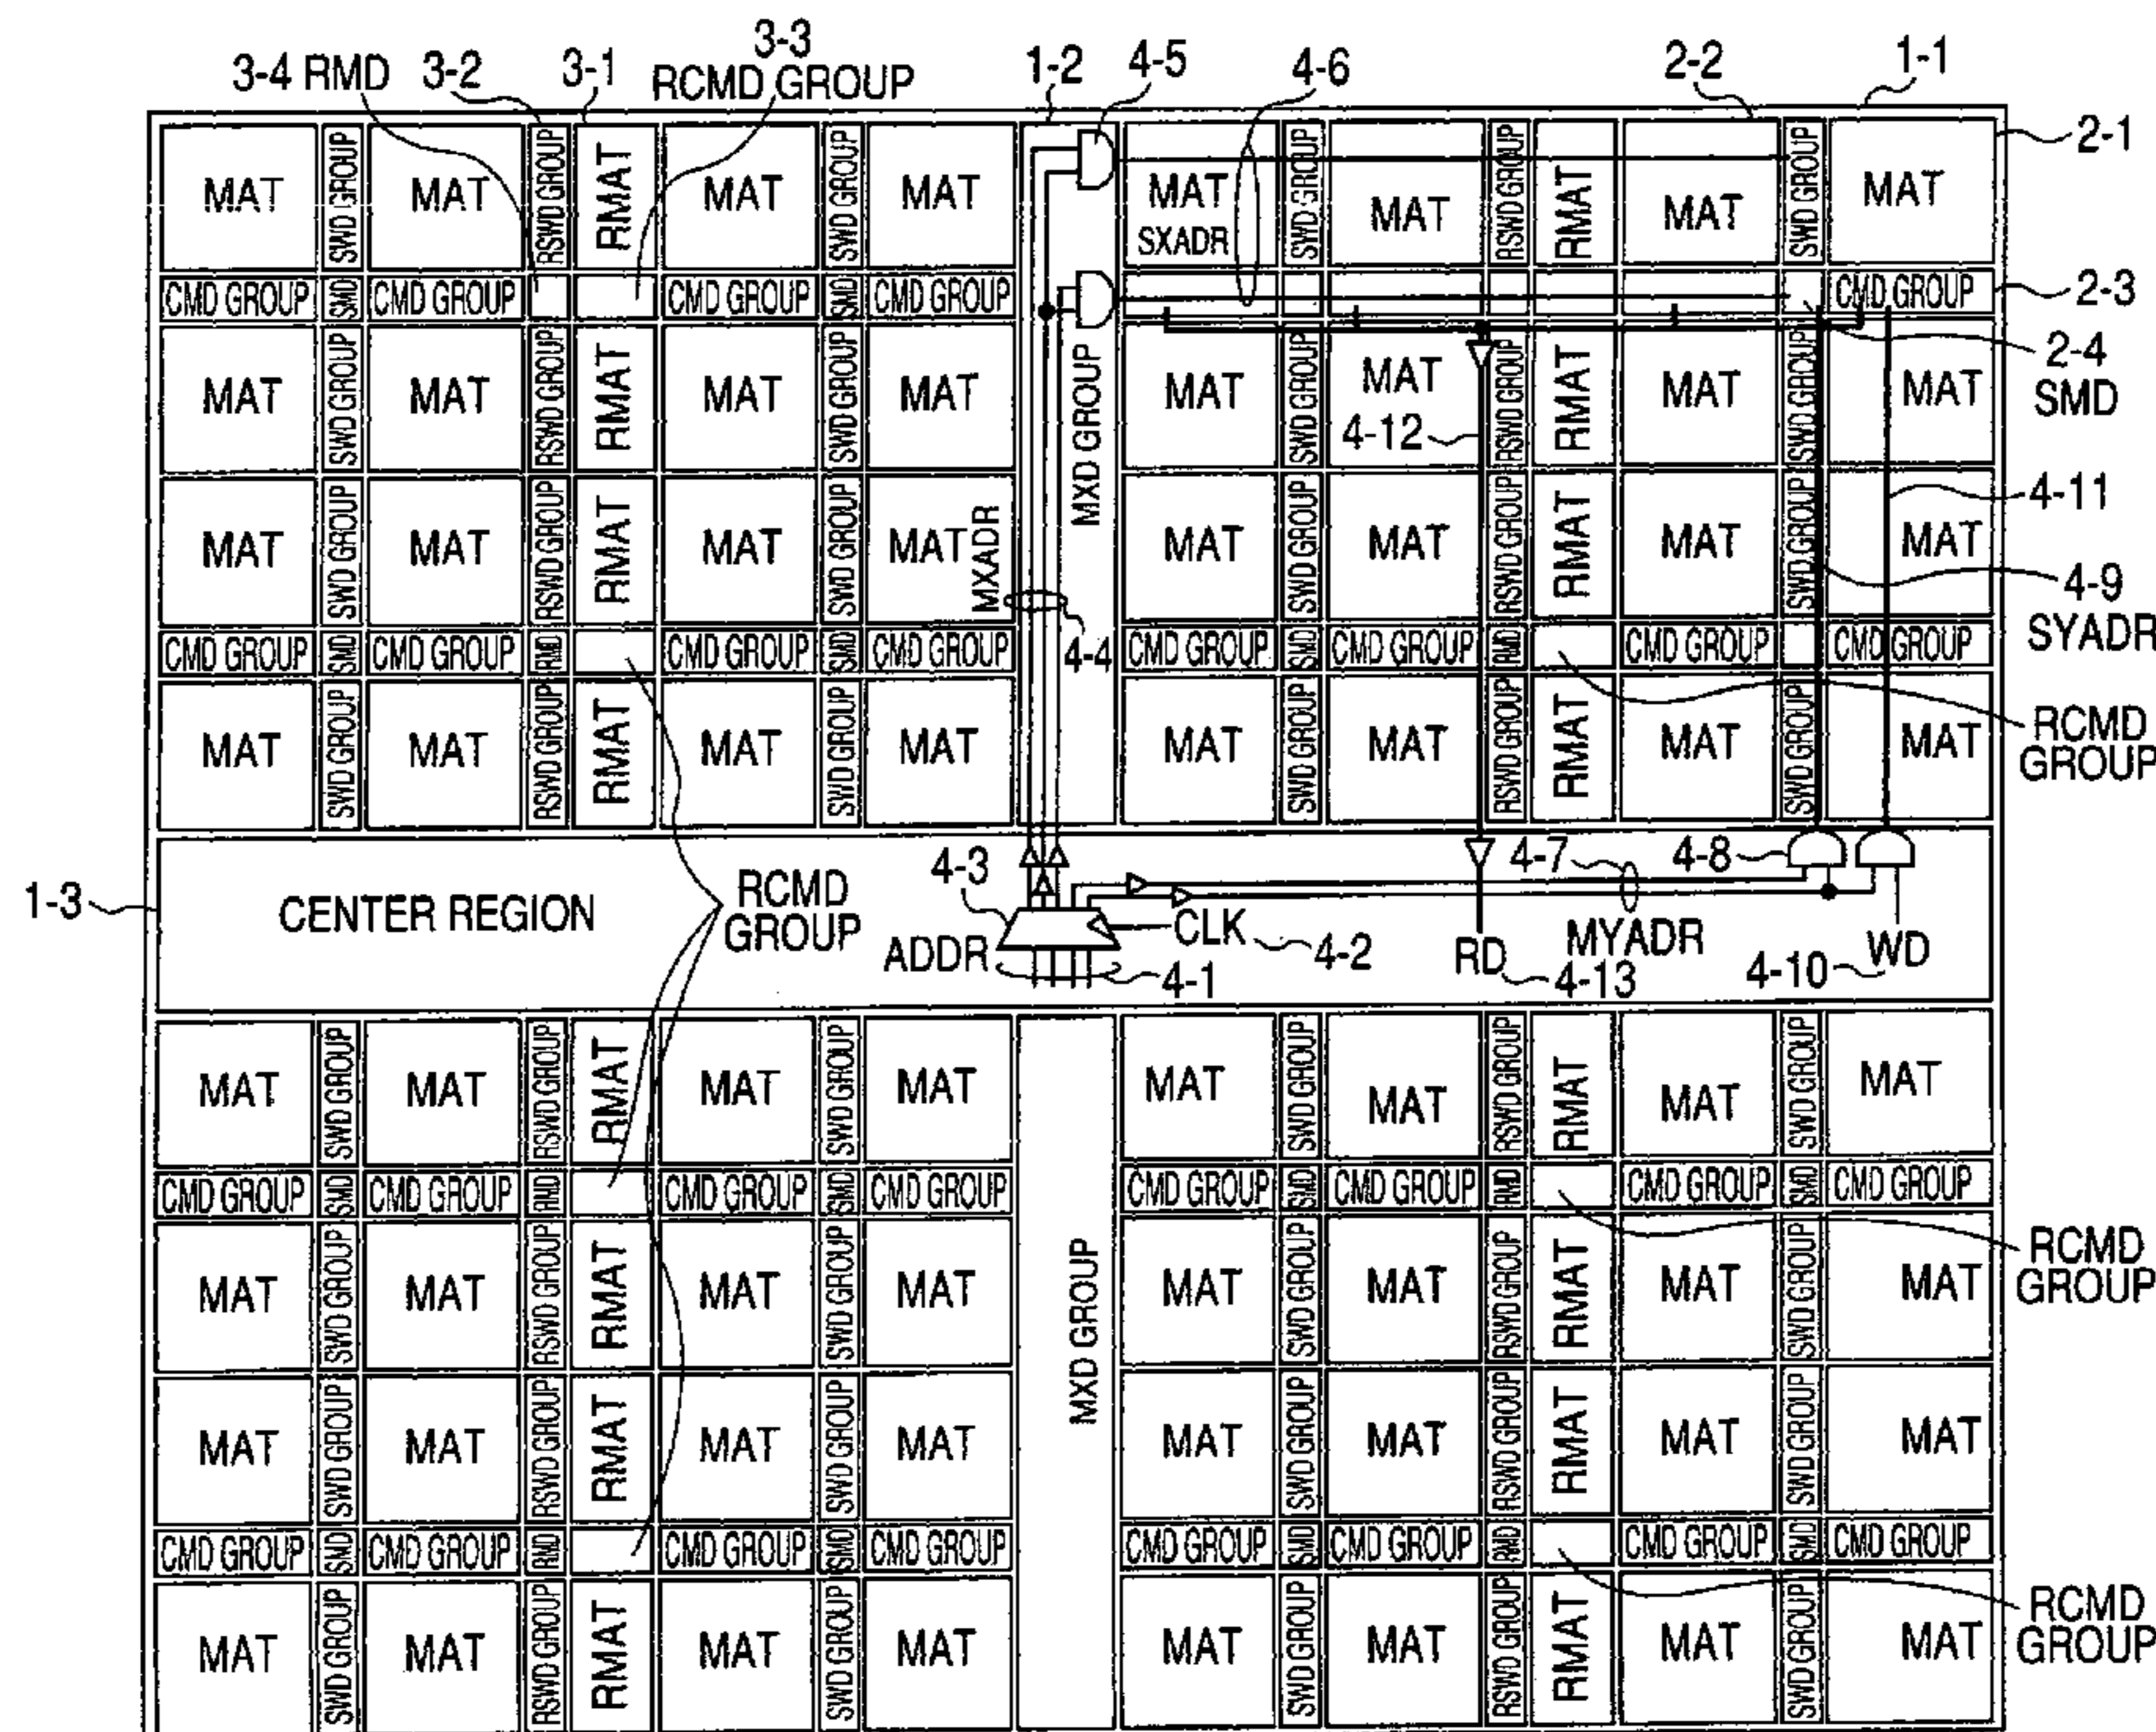 3-4 RMD 3-2 3-1 3-3 RCMD GROUP 1-2 4-5 4-6 2-2 1-1
MAT SWD GROUP MAT RSWD GROUP RMAT MAT SWD GROUP MAT MAT SXADR SWD GROUP MAT RSWD GROUP RMAT MAT SWD GROUP MAT 2-1
CMD GROUP SMD CMD GROUP CMD GROUP SMD CMD GROUP CMD GROUP 2-3
MAT SWD GROUP MAT RSWD GROUP RMAT MAT SWD GROUP MAT MXD GROUP MAT SWD GROUP MAT 4-12 RSWD GROUP RMAT MAT SWD GROUP MAT 2-4 SMD
MAT SWD GROUP MAT RSWD GROUP RMAT MAT SWD GROUP MAT MXADR MAT SWD GROUP MAT RSWD GROUP RMAT MAT SWD GROUP MAT 4-11
4-9 SYADR
CMD GROUP SMD CMD GROUP RMD CMD GROUP SMD CMD GROUP 4-4 CMD GROUP SMD CMD GROUP RMD CMD GROUP CMD GROUP
MAT SWD GROUP MAT RSWD GROUP RMAT MAT SWD GROUP MAT MAT SWD GROUP MAT RSWD GROUP RMAT MAT SWD GROUP MAT RCMD GROUP
1-3 CENTER REGION RCMD GROUP 4-3 4-7 4-8
ADDR CLK 4-2 4-1 RD 4-13 MYADR 4-10 WD
MAT SWD GROUP MAT RSWD GROUP RMAT MAT SWD GROUP MAT MAT SWD GROUP MAT RSWD GROUP RMAT MAT SWD GROUP MAT
CMD GROUP SMD CMD GROUP RMD CMD GROUP SMD CMD GROUP CMD GROUP SMD CMD GROUP RMD CMD GROUP SMD CMD GROUP
MAT SWD GROUP MAT RSWD GROUP RMAT MAT SWD GROUP MAT MXD GROUP MAT SWD GROUP MAT RSWD GROUP RMAT MAT SWD GROUP MAT RCMD GROUP
MAT SWD GROUP MAT RSWD GROUP RMAT MAT SWD GROUP MAT MAT SWD GROUP MAT RSWD GROUP RMAT MAT SWD GROUP MAT
CMD GROUP SMD CMD GROUP RMD CMD GROUP SMD CMD GROUP CMD GROUP SMD CMD GROUP RMD CMD GROUP SMD CMD GROUP
MAT SWD GROUP MAT RSWD GROUP RMAT MAT SWD GROUP MAT MAT SWD GROUP MAT RSWD GROUP RMAT MAT SWD GROUP MAT RCMD GROUP